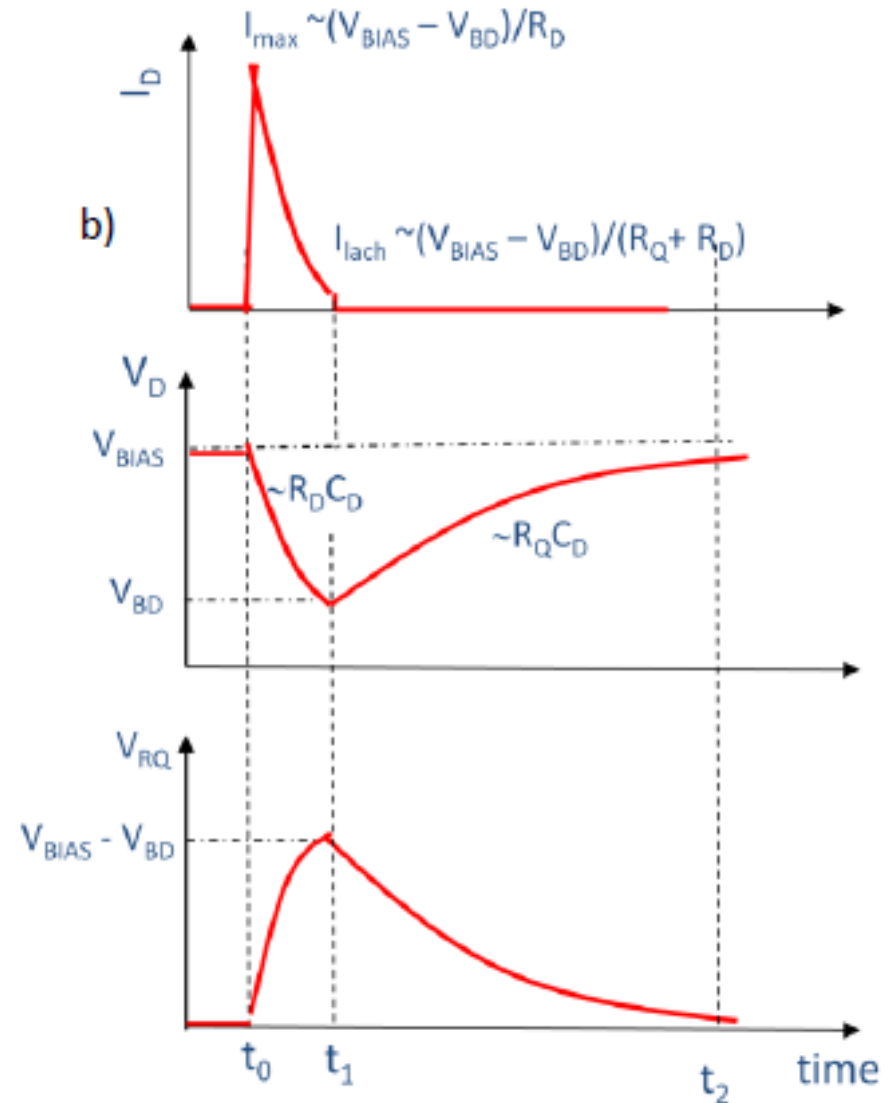 I_max ~(V_BIAS – V_BD)/R_D
I_D
b)
I_lach ~(V_BIAS – V_BD)/(R_Q+ R_D)
V_D
V_BIAS
~R_DC_D
~R_QC_D
V_BD
V_RQ
V_BIAS - V_BD
t_0
t_1
t_2
time